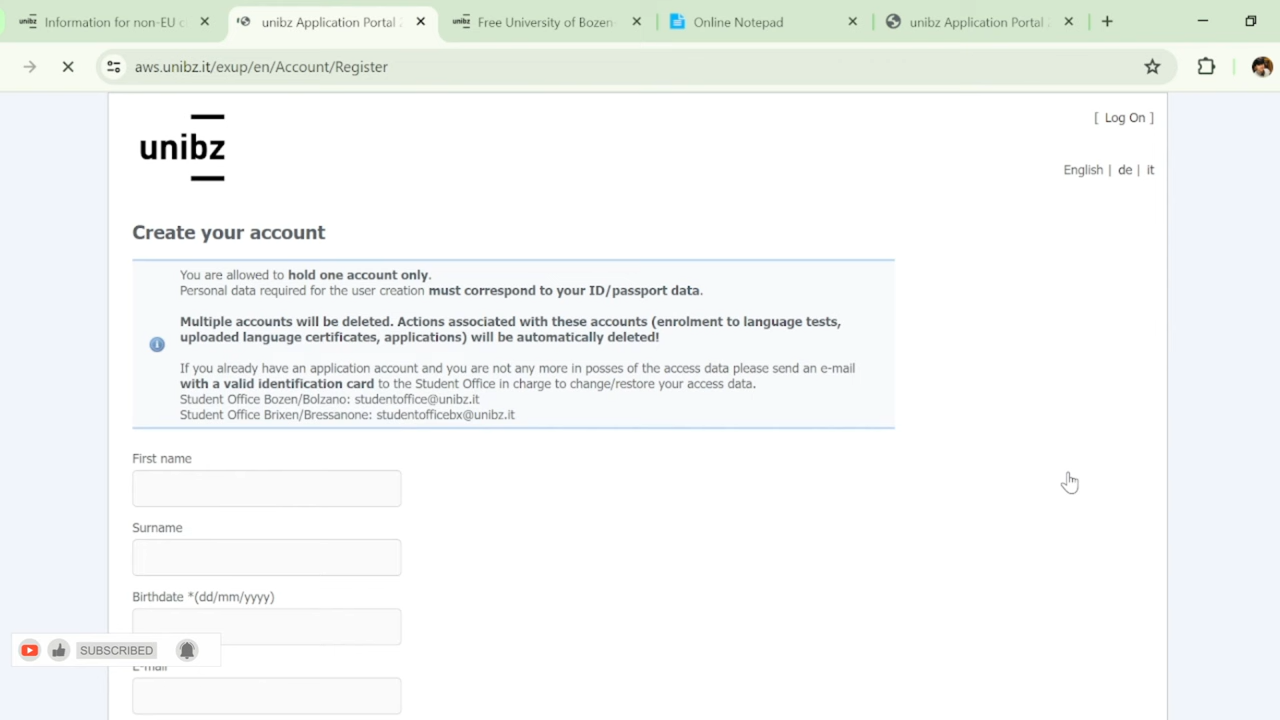 unibz Information for non-EU c
unibz Application Portal 2
unibz Free University of Bozen-
Online Notepad
unibz Application Portal
aws.unibz.it/exup/en/Account/Register
unibz
[ Log On ]
English | de | it
Create your account
You are allowed to hold one account only.
Personal data required for the user creation must correspond to your ID/passport data.
Multiple accounts will be deleted. Actions associated with these accounts (enrolment to language tests,
uploaded language certificates, applications) will be automatically deleted!
If you already have an application account and you are not any more in posses of the access data please send an e-mail
with a valid identification card to the Student Office in charge to change/restore your access data.
Student Office Bozen/Bolzano: studentoffice@unibz.it
Student Office Brixen/Bressanone: studentofficebx@unibz.it
First name
Surname
Birthdate *(dd/mm/yyyy)
SUBSCRIBED
E-mail